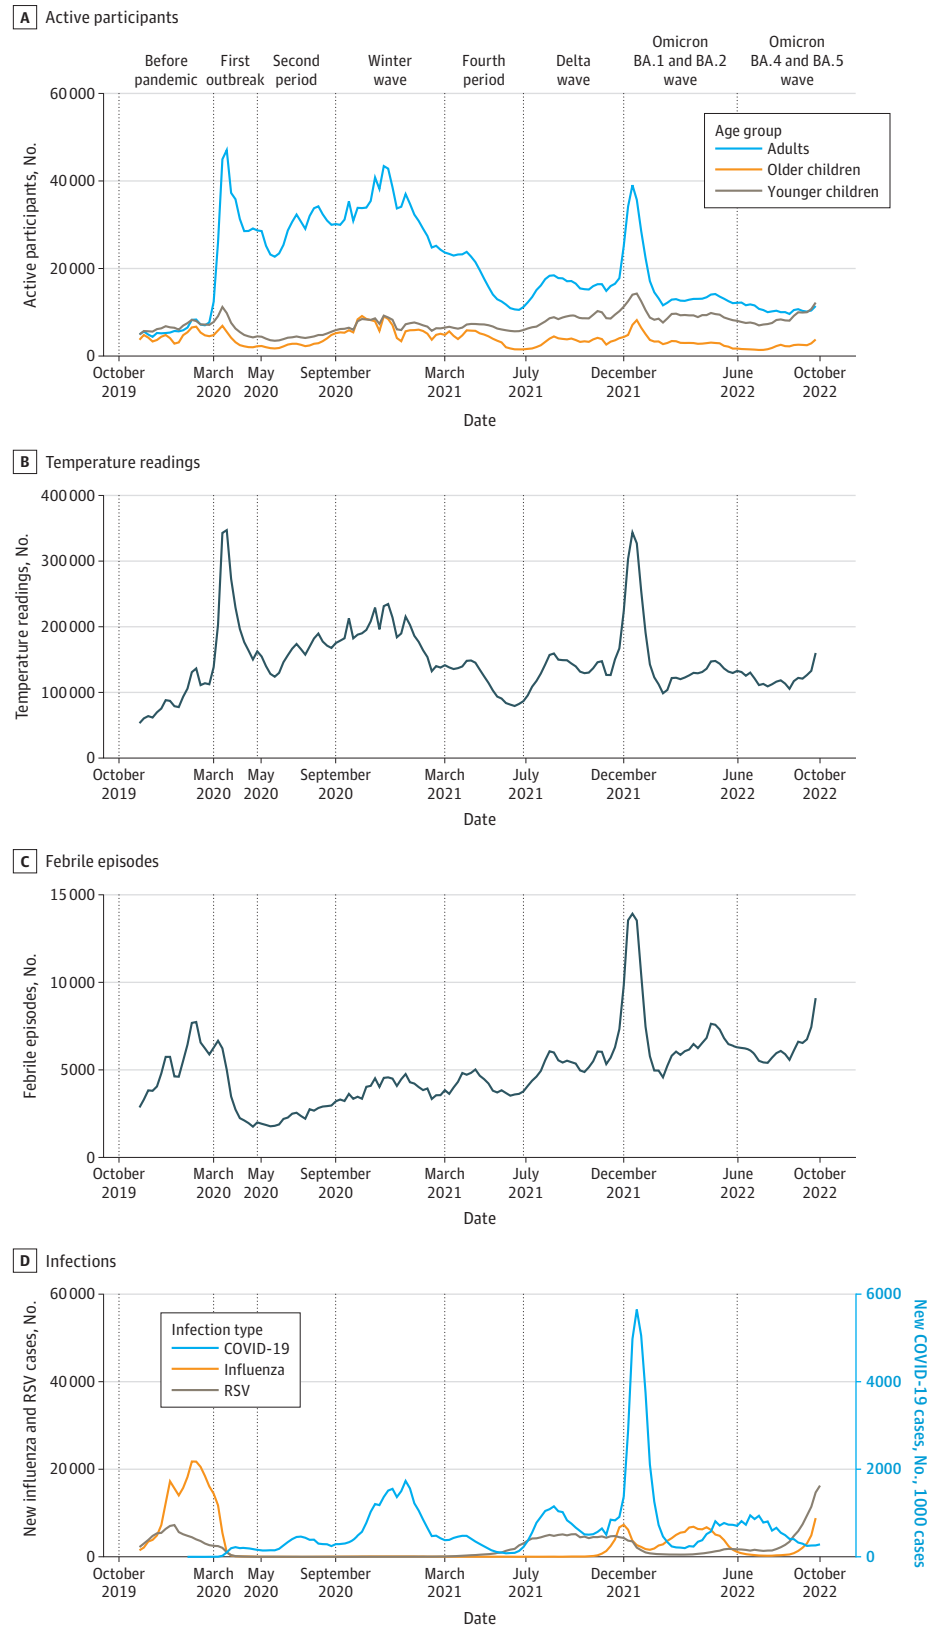 A Active participants
Before pandemic
First outbreak
Second period
Winter wave
Fourth period
Delta wave
Omicron BA.1 and BA.2 wave
Omicron BA.4 and BA.5 wave
Active participants, No.
60 000
40 000
20 000
0
Age group
Adults
Older children
Younger children
October 2019
March 2020
May 2020
September 2020
March 2021
July 2021
December 2021
June 2022
October 2022
Date
B Temperature readings
Temperature readings, No.
400 000
300 000
200 000
100 000
0
October 2019
March 2020
May 2020
September 2020
March 2021
July 2021
December 2021
June 2022
October 2022
Date
C Febrile episodes
Febrile episodes, No.
15 000
10 000
5000
0
October 2019
March 2020
May 2020
September 2020
March 2021
July 2021
December 2021
June 2022
October 2022
Date
D Infections
New influenza and RSV cases, No.
60 000
40 000
20 000
0
Infection type
COVID-19
Influenza
RSV
6000
4000
2000
0
New COVID-19 cases, No., 1000 cases
October 2019
March 2020
May 2020
September 2020
March 2021
July 2021
December 2021
June 2022
October 2022
Date